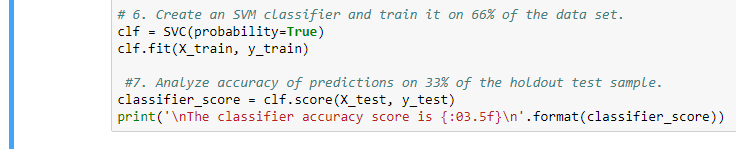 # 6. Create an SVM classifier and train it on 66% of the data set.
clf = SVC(probability=True)
clf.fit(X_train, y_train)
#7. Analyze accuracy of predictions on 33% of the holdout test sample.
classifier_score = clf.score(X_test, y_test)
print('\nThe classifier accuracy score is {:03.5f}\n'.format(classifier_score))